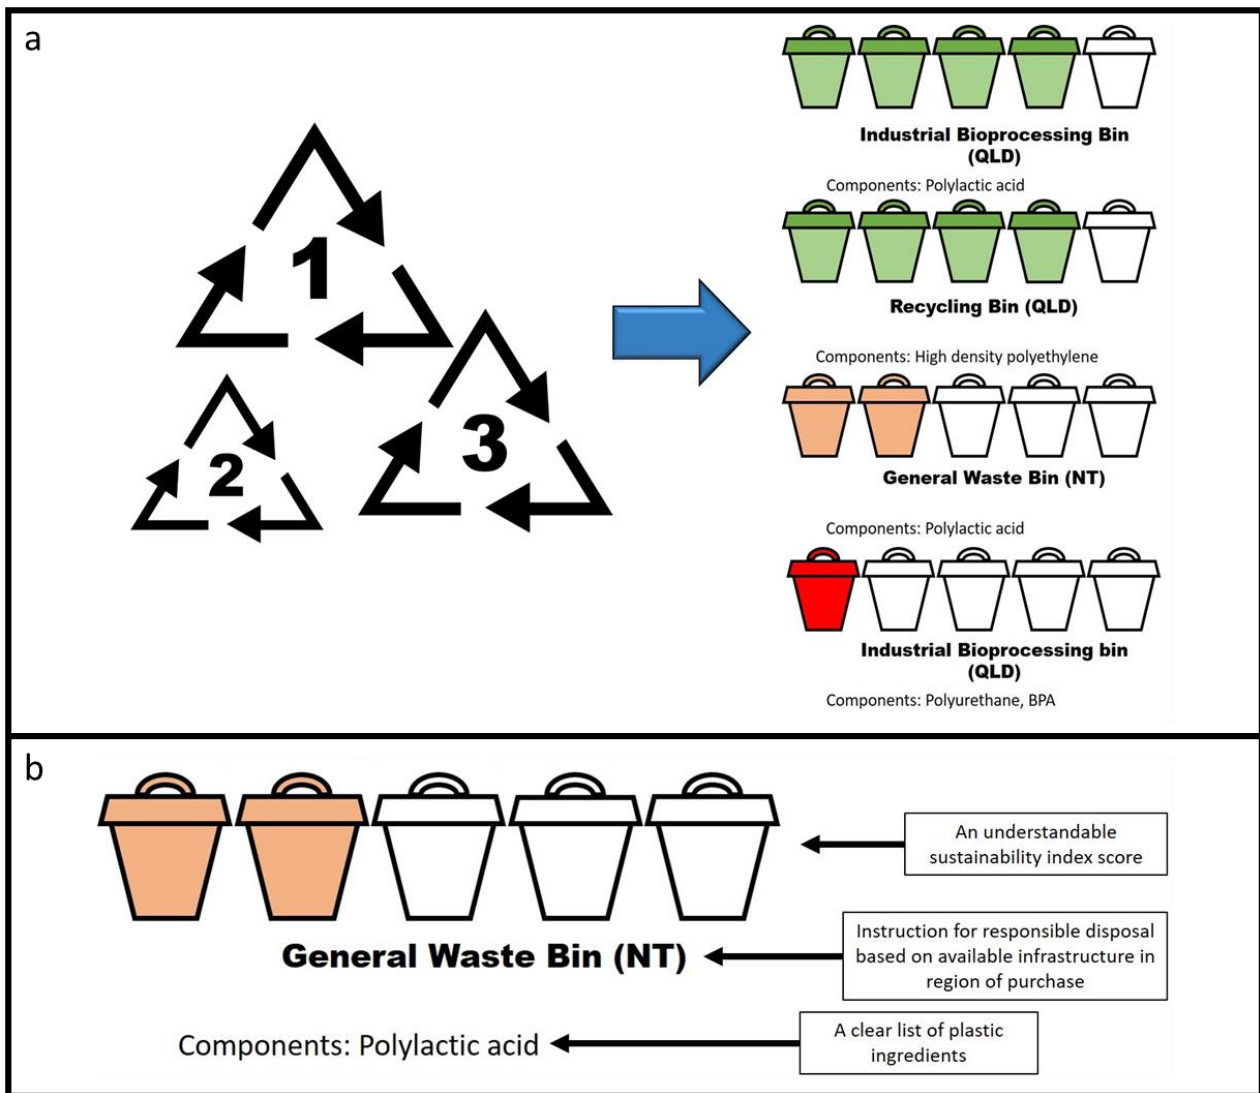 a
1
2
3
Industrial Bioprocessing Bin
(QLD)
Components: Polylactic acid
Recycling Bin (QLD)
Components: High density polyethylene
General Waste Bin (NT)
Components: Polylactic acid
Industrial Bioprocessing bin
(QLD)
Components: Polyurethane, BPA
b
An understandable
sustainability index score
General Waste Bin (NT)
Instruction for responsible disposal
based on available infrastructure in
region of purchase
Components: Polylactic acid
A clear list of plastic
ingredients